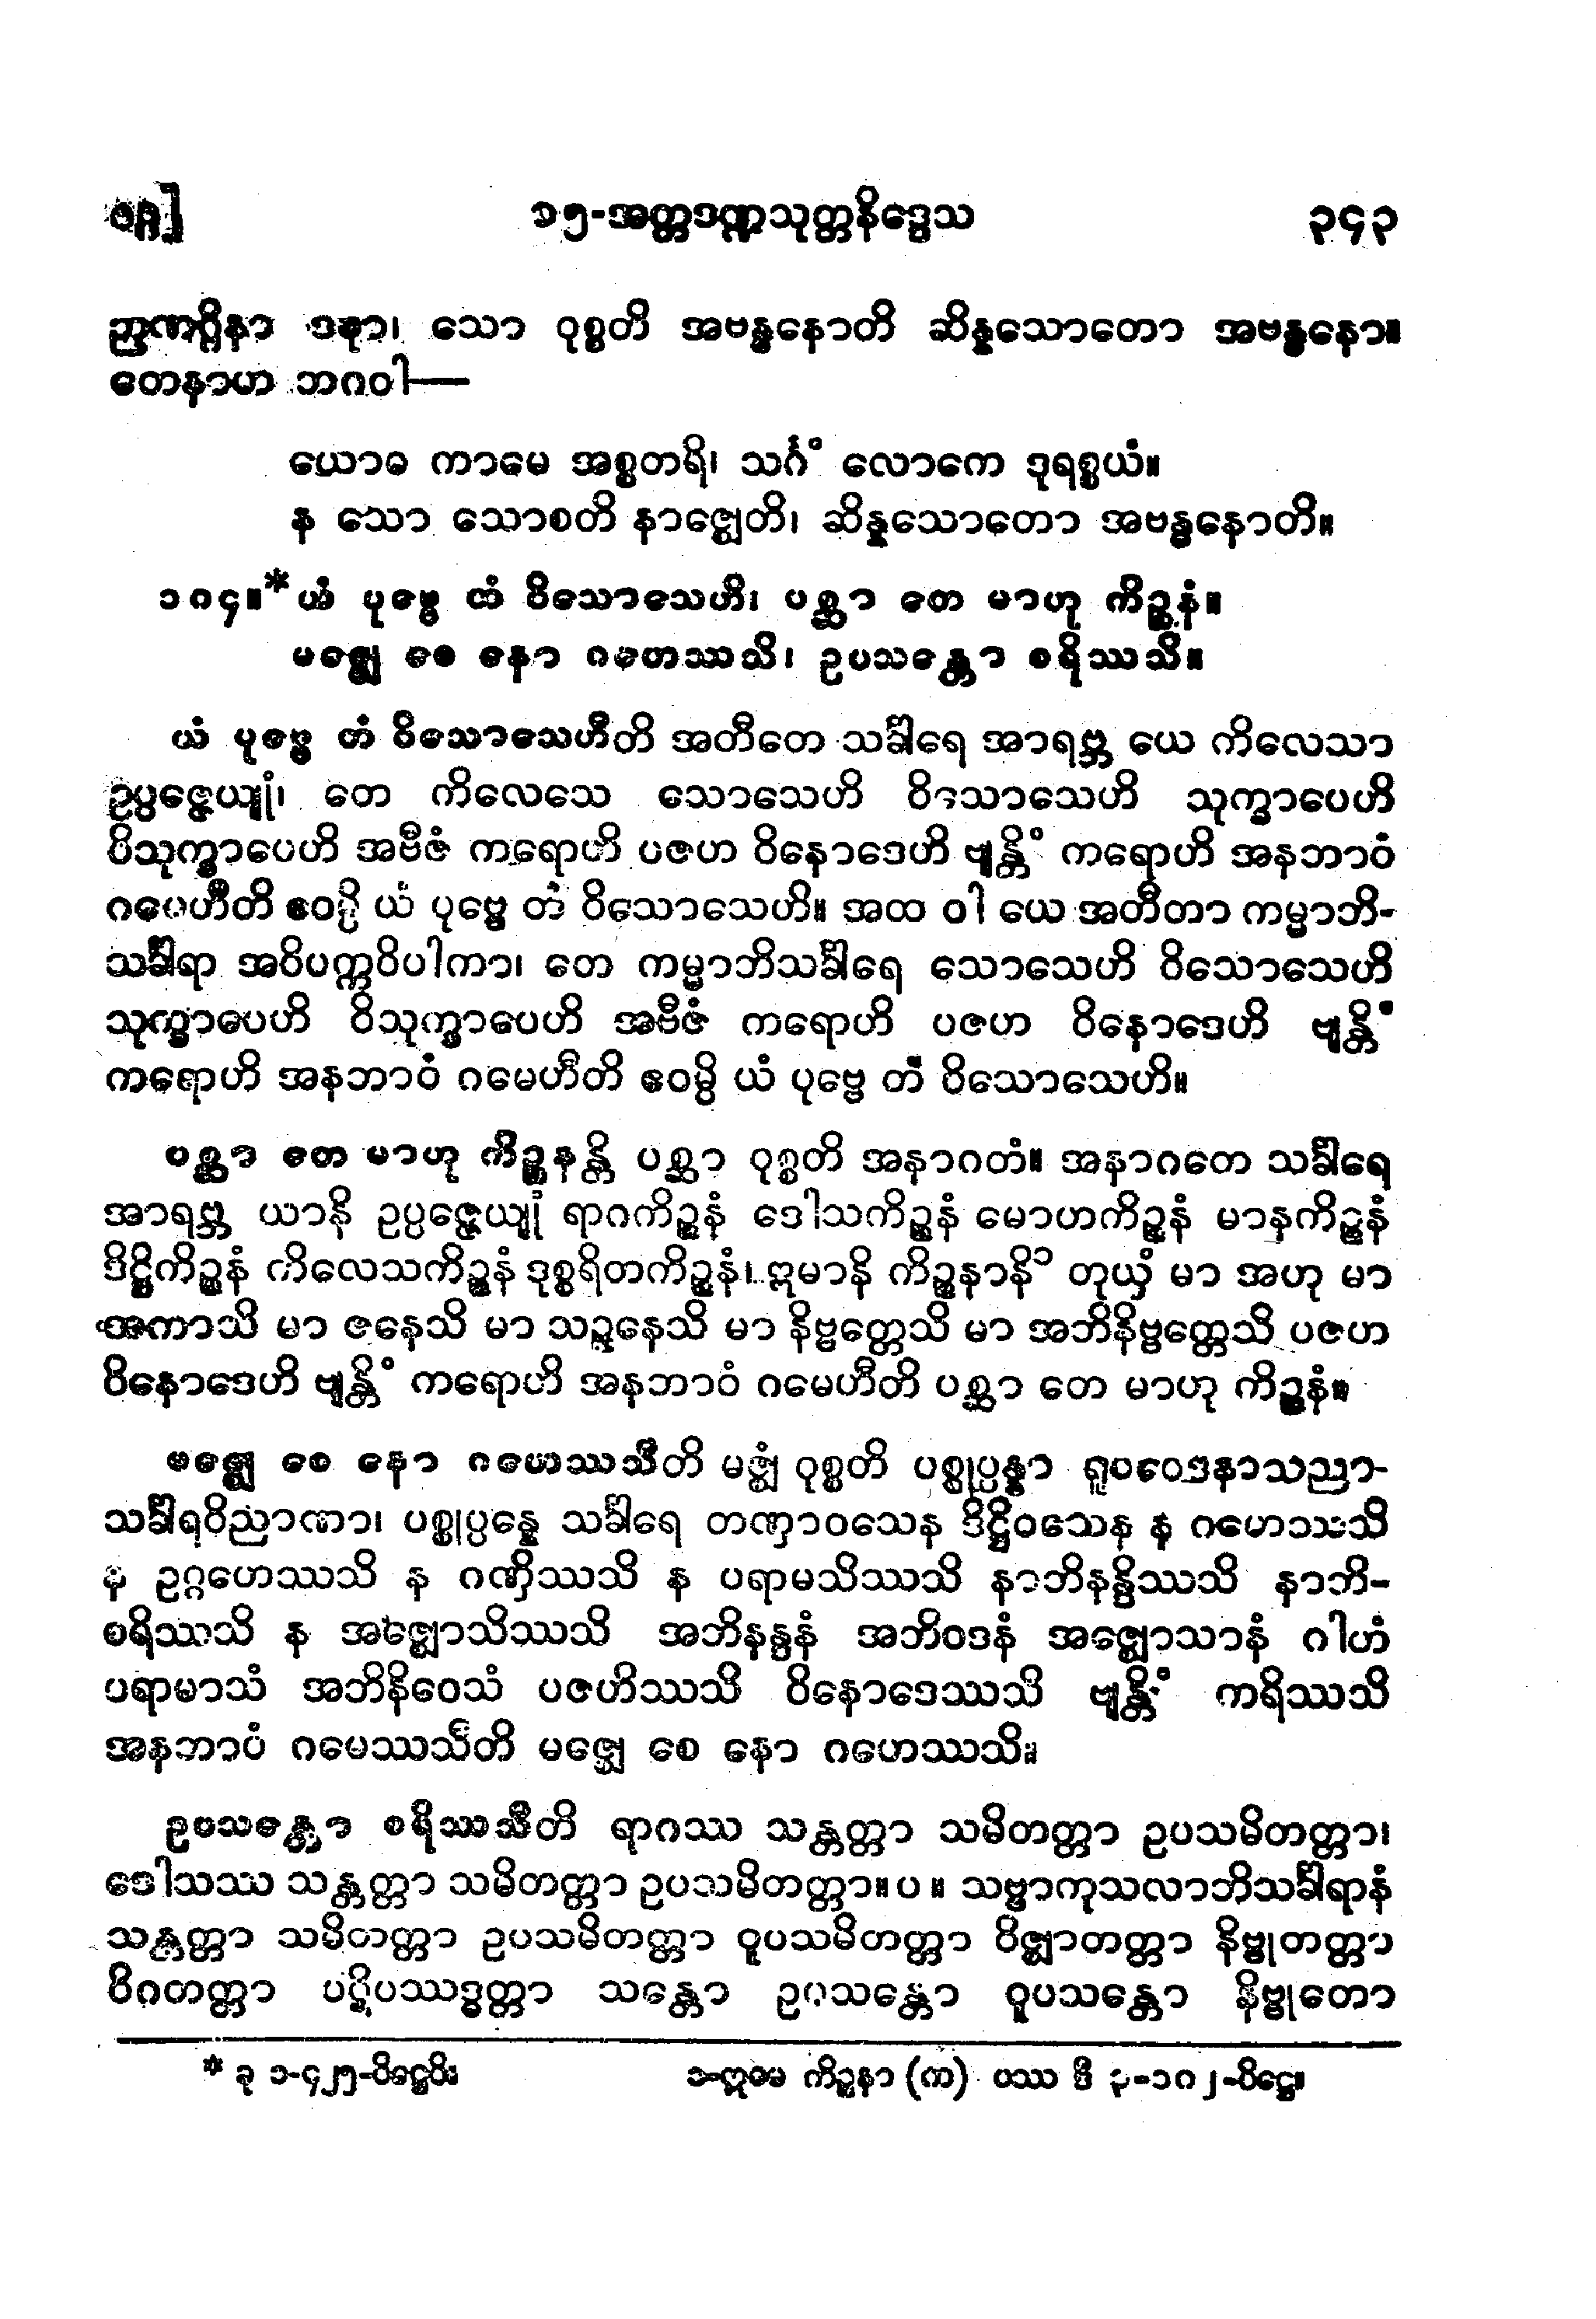 ဝဂ္ဂ] ၁၅-အတ္တဒဏ္ဍသုတ္တနိဒ္ဒေသ ၃၄၃
ဉာဏဂ္ဂိနာ ဒဍ္ဎာ၊ သော ဝုစ္စတိ အဗန္ဓနောတိ ဆိန္နသောတော အဗန္ဓနော။
တေနာဟ ဘဂဝါ—
ယောဓ ကာမေ အစ္စတရိ၊ သင်္ဂံ လောကေ ဒုရစ္စယံ။
န သော သောစတိ နာဇ္ဈေတိ၊ ဆိန္နသောတော အဗန္ဓနောတိ။
၁၈၄။* ယံ ပုဗ္ဗေ တံ ဝိသောသေဟိ၊ ပစ္ဆာ တေ မာဟု ကိဉ္စနံ။
မဇ္ဈေ စေ နော ဂဟေဿသိ၊ ဥပသန္တော စရိဿသိ။
ယံ ပုဗ္ဗေ တံ ဝိသောသေဟီတိ အတီတေ သင်္ခါရေ အာရဗ္ဘ ယေ ကိလေသာ
ဥပ္ပဇ္ဇေယျုံ၊ တေ ကိလေသေ သောသေဟိ ဝိသောသေဟိ သုက္ခာပေဟိ
ဝိသုက္ခာပေဟိ အဗီဇံ ကရောဟိ ပဇဟ ဝိနောဒေဟိ ဗျန္တိံ ကရောဟိ အနဘာဝံ
ဂမေဟီတိ ဧဝမ္ပိ ယံ ပုဗ္ဗေ တံ ဝိသောသေဟိ။ အထ ဝါ ယေ အတီတာ ကမ္မာဘိ-
သင်္ခါရာ အဝိပက္ကဝိပါကာ၊ တေ ကမ္မာဘိသင်္ခါရေ သောသေဟိ ဝိသောသေဟိ
သုက္ခာပေဟိ ဝိသုက္ခာပေဟိ အဗီဇံ ကရောဟိ ပဇဟ ဝိနောဒေဟိ ဗျန္တိံ
ကရောဟိ အနဘာဝံ ဂမေဟီတိ ဧဝမ္ပိ ယံ ပုဗ္ဗေ တံ ဝိသောသေဟိ။
ပစ္ဆာ တေ မာဟု ကိဉ္စနန္တိ ပစ္ဆာ ဝုစ္စတိ အနာဂတံ။ အနာဂတေ သင်္ခါရေ
အာရဗ္ဘ ယာနိ ဥပ္ပဇ္ဇေယျုံ ရာဂကိဉ္စနံ ဒေါသကိဉ္စနံ မောဟကိဉ္စနံ မာနကိဉ္စနံ
ဒိဋ္ဌိကိဉ္စနံ ကိလေသကိဉ္စနံ ဒုစ္စရိတကိဉ္စနံ၊ ဣမာနိ ကိဉ္စနာနိ၁ တုယှံ မာ အဟု မာ
အကာသိ မာ ဇနေသိ မာ သဉ္ဇနေသိ မာ နိဗ္ဗတ္တေသိ မာ အဘိနိဗ္ဗတ္တေသိ ပဇဟ
ဝိနောဒေဟိ ဗျန္တိံ ကရောဟိ အနဘာဝံ ဂမေဟီတိ ပစ္ဆာ တေ မာဟု ကိဉ္စနံ။
မဇ္ဈေ စေ နော ဂဟေဿသီတိ မဇ္ဈံ ဝုစ္စတိ ပစ္စုပ္ပန္နာ ရူပဝေဒနာသညာ-
သင်္ခါရဝိညာဏာ၊ ပစ္စုပ္ပန္နေ သင်္ခါရေ တဏှာဝသေန ဒိဋ္ဌိဝသေန န ဂဟေဿသိ
န ဥဂ္ဂဟေဿသိ န ဂဏှိဿသိ န ပရာမသိဿသိ နာဘိနန္ဒိဿသိ နာဘိ-
စရိဿသိ န အဇ္ဈောသိဿသိ အဘိနန္ဒနံ အဘိဝဒနံ အဇ္ဈောသာနံ ဂါဟံ
ပရာမာသံ အဘိနိဝေသံ ပဇဟိဿသိ ဝိနောဒေဿသိ ဗျန္တိံ ကရိဿသိ
အနဘာဝံ ဂမေဿသီတိ မဇ္ဈေ စေ နော ဂဟေဿသိ။
ဥပသန္တော စရိဿသီတိ ရာဂဿ သန္တတ္တာ သမိတတ္တာ ဥပသမိတတ္တာ၊
ဒေါသဿ သန္တတ္တာ သမိတတ္တာ ဥပသမိတတ္တာ။ပ။ သဗ္ဗာကုသလာဘိသင်္ခါရာနံ
သန္တတ္တာ သမိတတ္တာ ဥပသမိတတ္တာ ဝူပသမိတတ္တာ ဝိဇ္ဈာတတ္တာ နိဗ္ဗုတတ္တာ
ဝိဂတတ္တာ ပဋိပဿဒ္ဓတ္တာ သန္တော ဥပသန္တော ဝူပသန္တော နိဗ္ဗုတော
* ခု ၁-၄၂၅-ပိဋ္ဌေပိ။ ၁-ဣမေ ကိဉ္စနာ (က) ပဿ ဒီ ၃-၁၈၂-ပိဋ္ဌေ။